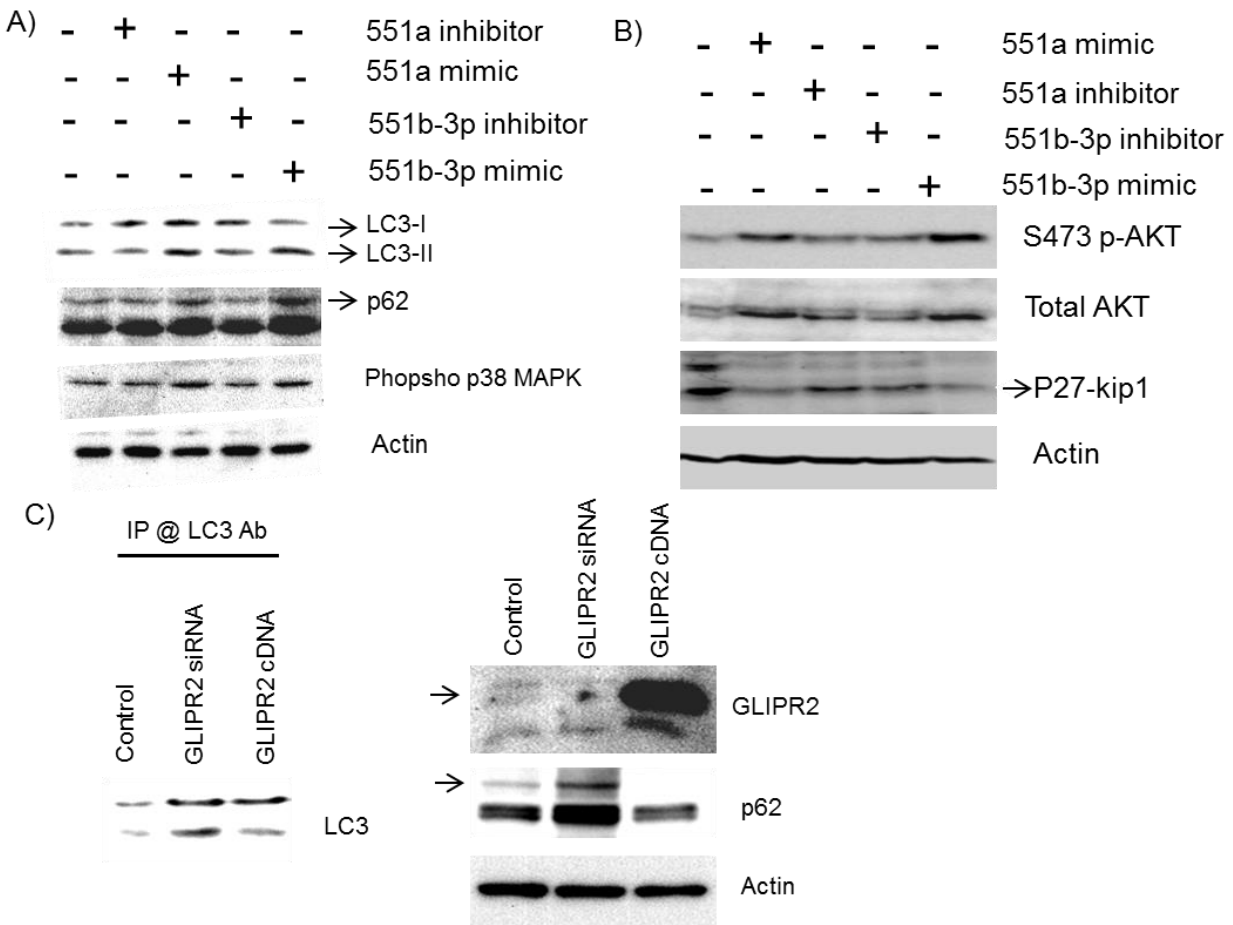 A)
- + - - - 551a inhibitor
- - + - - 551a mimic
- - - + - 551b-3p inhibitor
- - - - + 551b-3p mimic
LC3-I
LC3-II
p62
Phopsho p38 MAPK
Actin
B)
- + - - - 551a mimic
- - + - - 551a inhibitor
- - - + - 551b-3p inhibitor
- - - - + 551b-3p mimic
S473 p-AKT
Total AKT
P27-kip1
Actin
C)
IP @ LC3 Ab
Control
GLIPR2 siRNA
GLIPR2 cDNA
LC3
Control
GLIPR2 siRNA
GLIPR2 cDNA
GLIPR2
p62
Actin